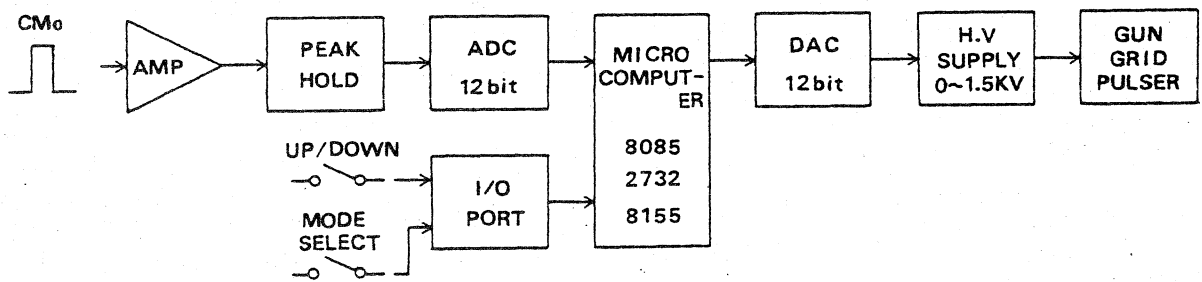 CMo
AMP
PEAK
HOLD
ADC
12bit
MICRO
COMPUT-
ER
8085
2732
8155
DAC
12bit
H.V
SUPPLY
0~1.5KV
GUN
GRID
PULSER
UP/DOWN
I/O
PORT
MODE
SELECT